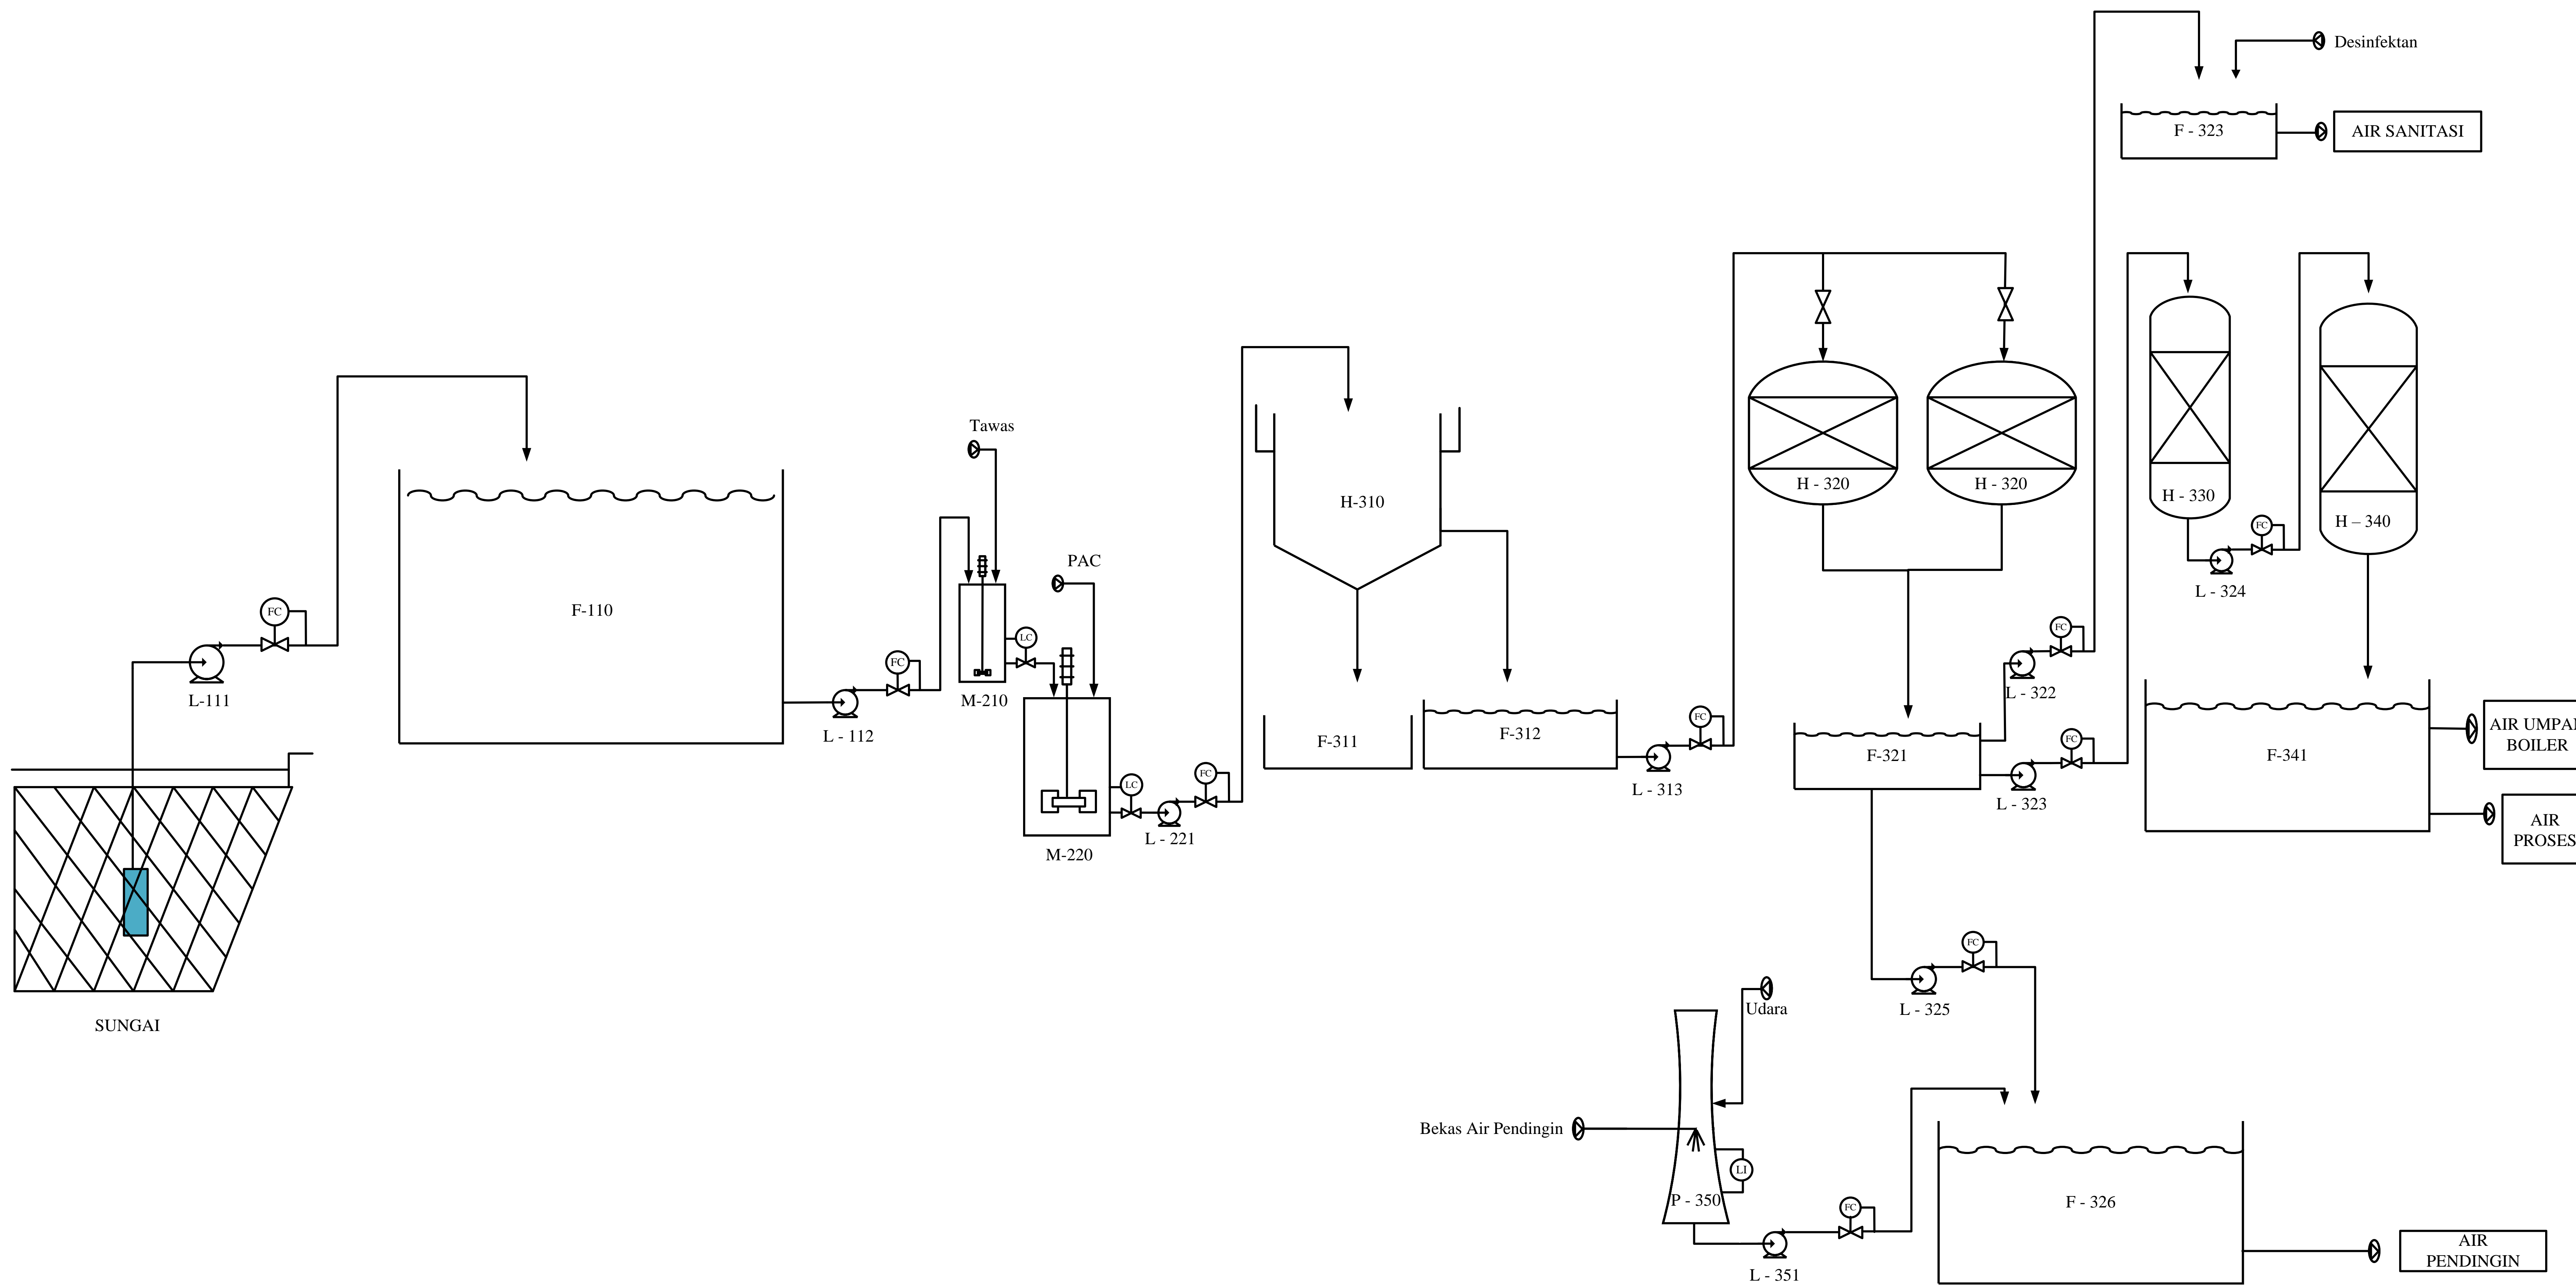 Desinfektan
F - 323
AIR SANITASI
Tawas
PAC
H-310
H - 320
H - 320
H - 330
H – 340
FC
L - 324
F-110
FC
L-111
FC
L - 112
LC
M-210
LC
FC
L - 221
M-220
F-311
F-312
FC
L - 313
FC
L - 322
F-321
FC
L - 323
F-341
AIR UMPA
BOILER
AIR
PROSES
SUNGAI
FC
L - 325
Udara
Bekas Air Pendingin
LI
P - 350
FC
L - 351
F - 326
AIR
PENDINGIN